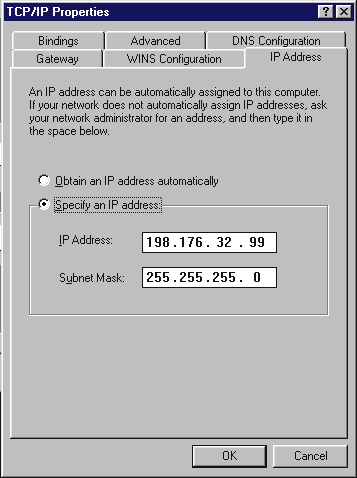 TCP/IP Properties
Bindings Advanced DNS Configuration
Gateway WINS Configuration IP Address
An IP address can be automatically assigned to this computer.
If your network does not automatically assign IP addresses, ask
your network administrator for an address, and then type it in
the space below.
Obtain an IP address automatically
Specify an IP address:
IP Address: 198.176. 32 . 99
Subnet Mask: 255.255.255. 0
OK Cancel